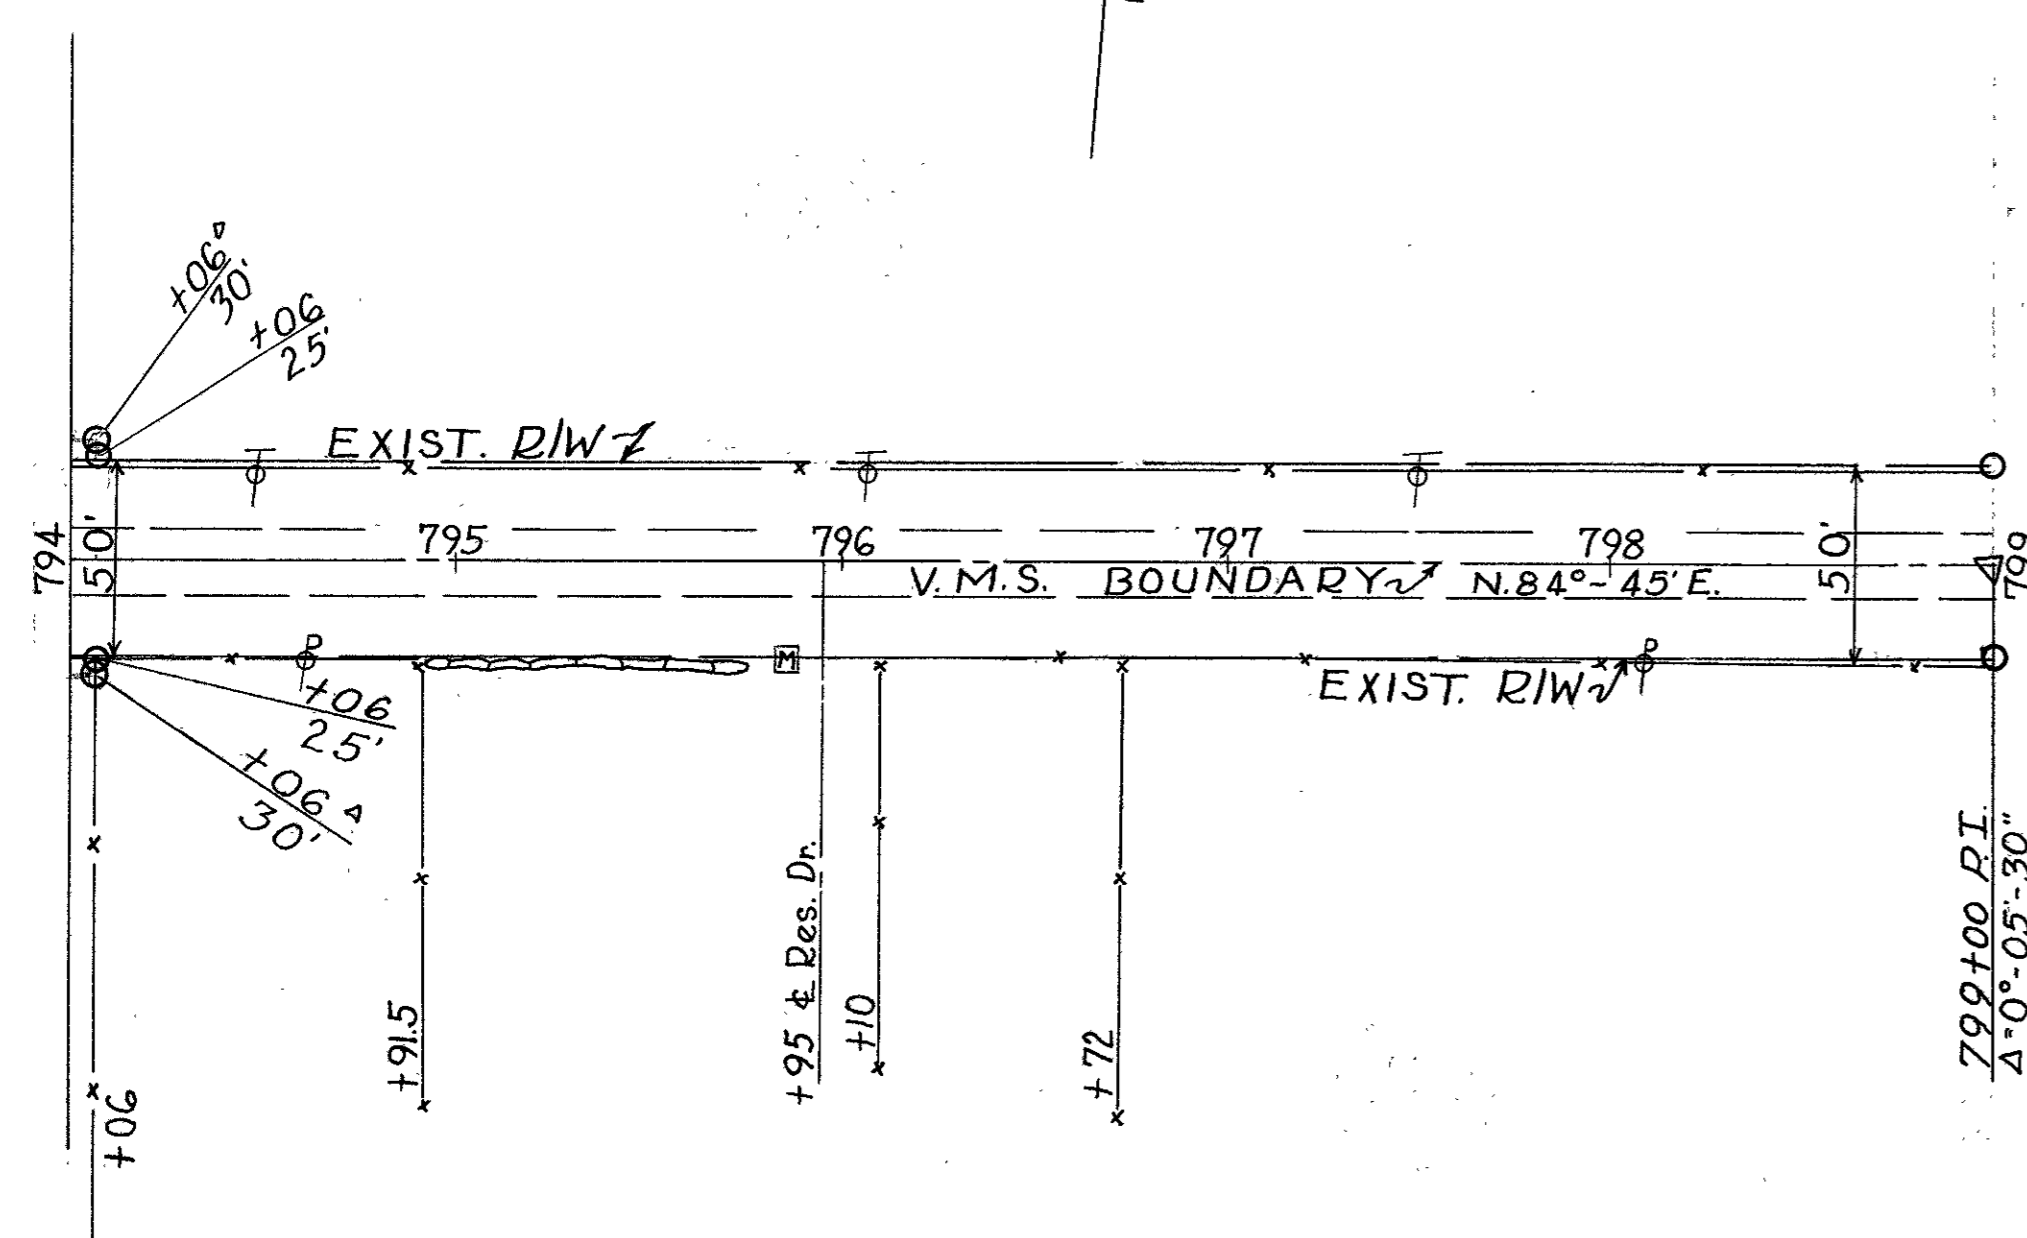 +06 ▽
30'
+06
25'
EXIST. R/W
794
50'
795
796
797
798
50'
799
V.M.S. BOUNDARY N.84°-45' E.
P
M
P
EXIST. R/W
+06
25'
+06 △
30'
+06
+91.5
+95 ℄ Res. Dr.
+10
+72
799+00 P.I.
Δ=0°-05'-30"